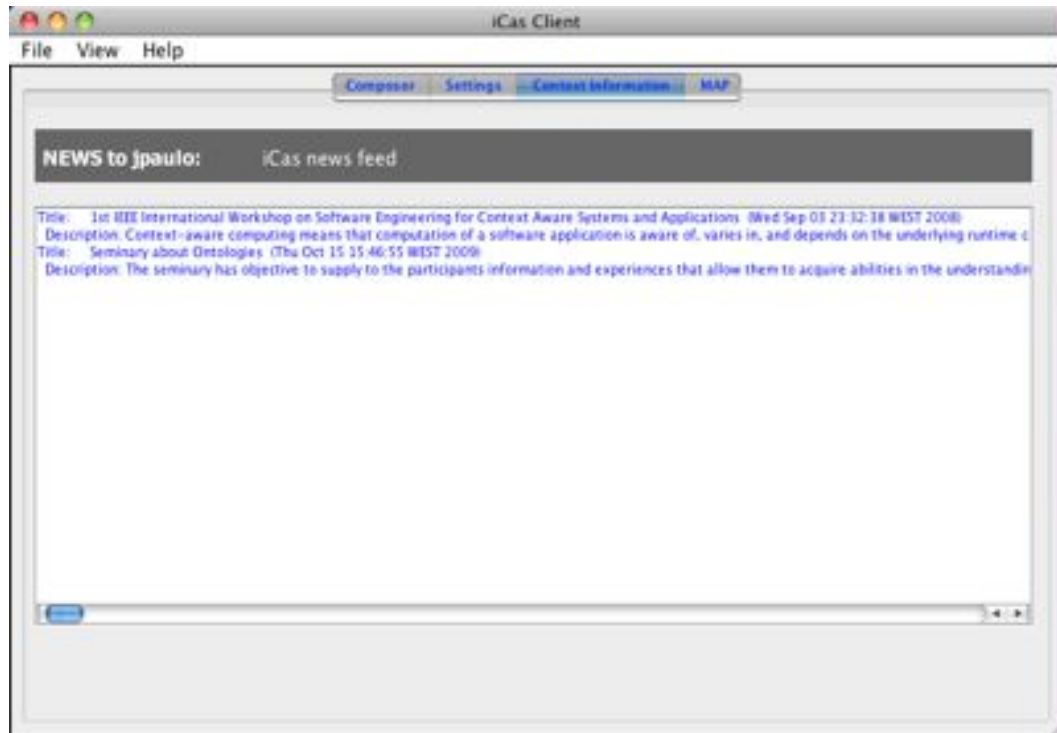 iCas Client
File View Help
Composer Settings Context Information MAP
NEWS to jpaulo: iCas news feed
Title: 1st IEEE International Workshop on Software Engineering for Context Aware Systems and Applications (Wed Sep 03 23:32:38 WEST 2008)
Description: Context-aware computing means that computation of a software application is aware of, varies in, and depends on the underlying runtime c
Title: Seminary about Ontologies (Thu Oct 15 15:46:55 WEST 2009)
Description: The seminary has objective to supply to the participants information and experiences that allow them to acquire abilities in the understandin